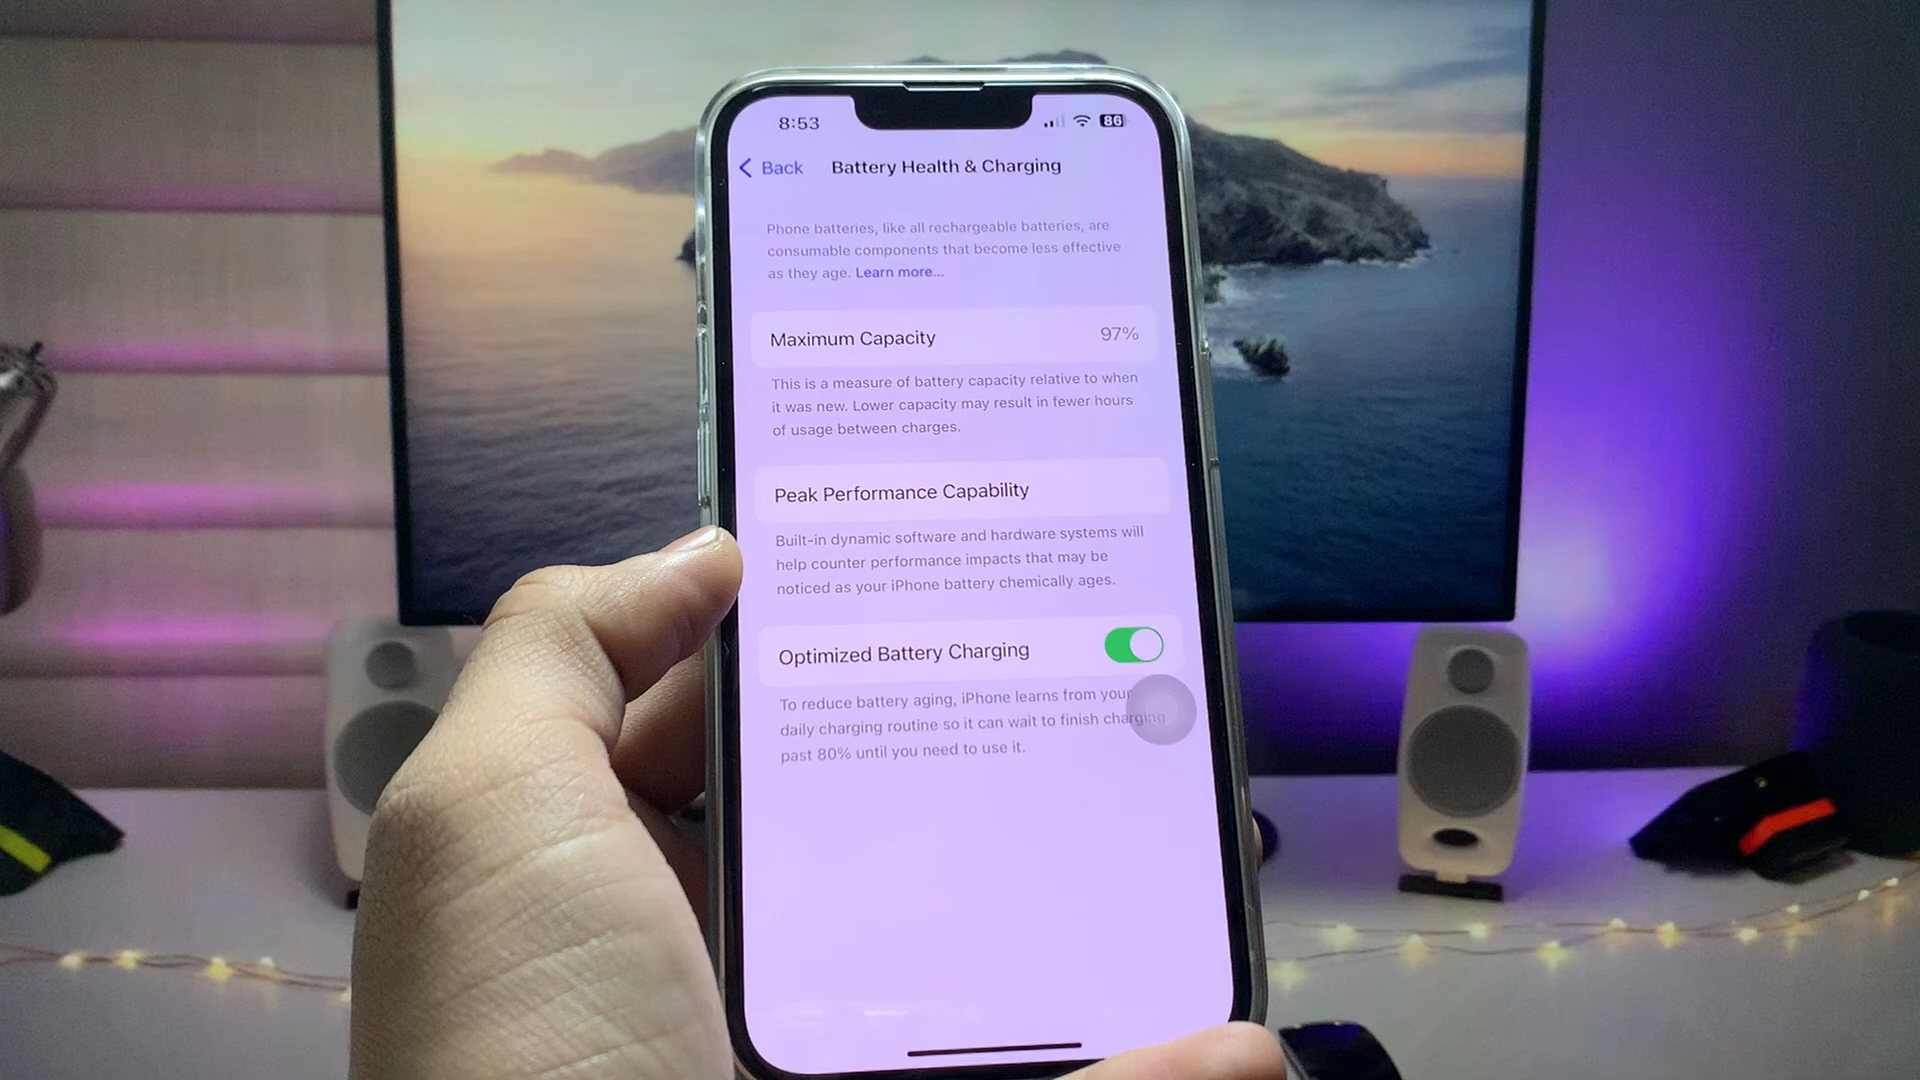 8:53
86
Back
Battery Health & Charging
Phone batteries, like all rechargeable batteries, are
consumable components that become less effective
as they age. Learn more...
Maximum Capacity 97%
This is a measure of battery capacity relative to when
it was new. Lower capacity may result in fewer hours
of usage between charges.
Peak Performance Capability
Built-in dynamic software and hardware systems will
help counter performance impacts that may be
noticed as your iPhone battery chemically ages.
Optimized Battery Charging
To reduce battery aging, iPhone learns from your
daily charging routine so it can wait to finish charging
past 80% until you need to use it.